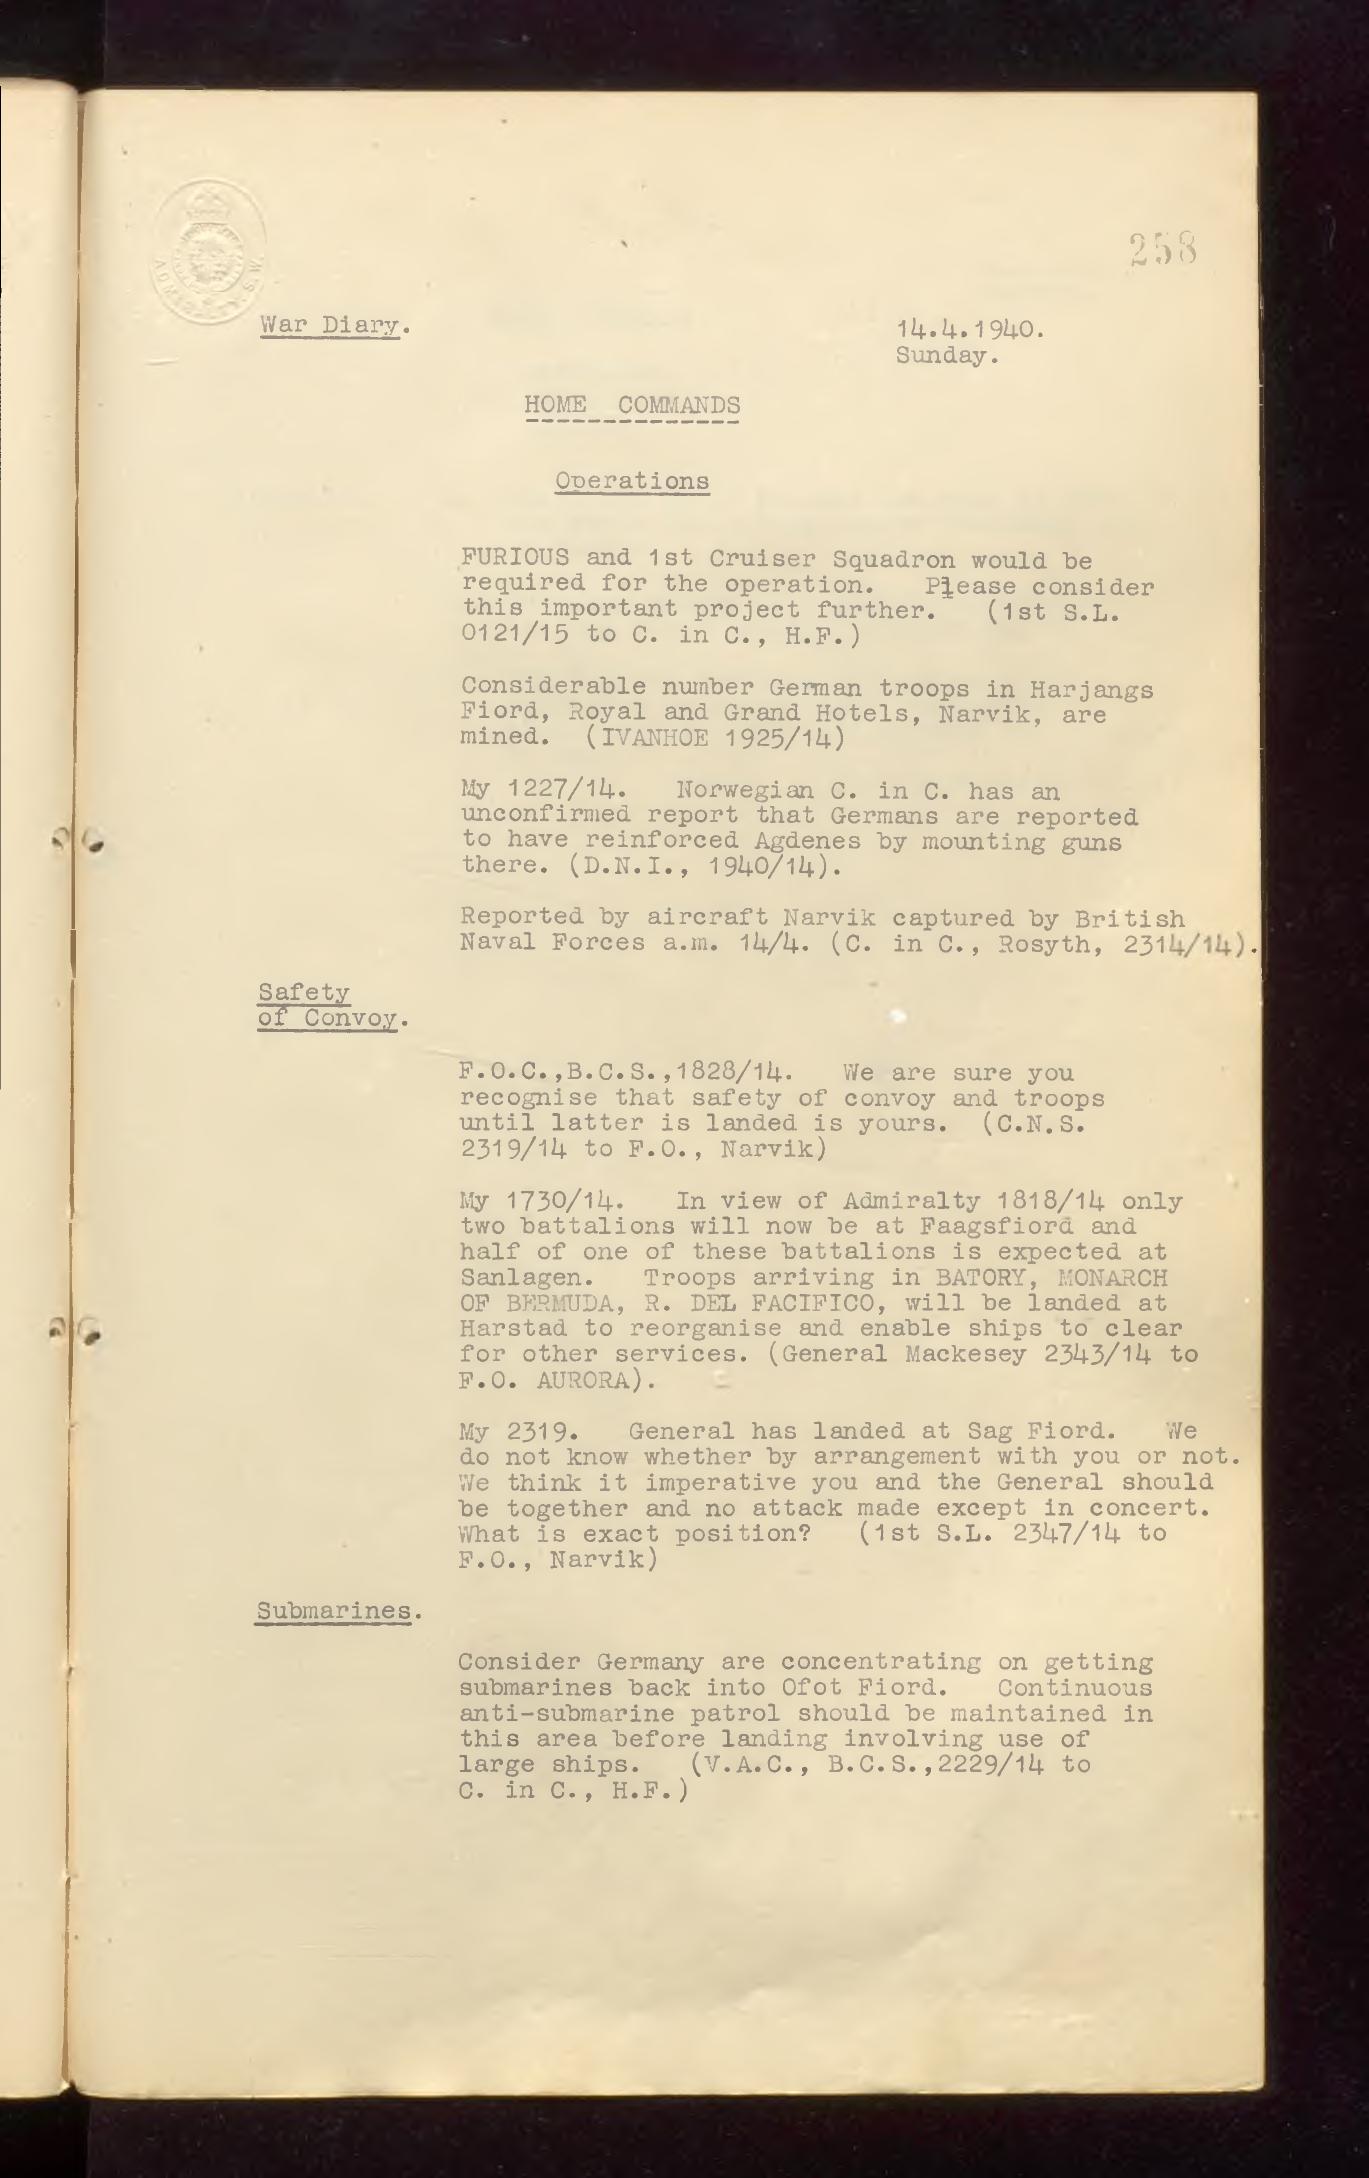 ADMIRALTY. S.W.
258
War Diary.
14.4.1940.
Sunday.
HOME COMMANDS
Operations
FURIOUS and 1st Cruiser Squadron would be
required for the operation. Please consider
this important project further. (1st S.L.
0121/15 to C. in C., H.F.)
Considerable number German troops in Harjangs
Fiord, Royal and Grand Hotels, Narvik, are
mined. (IVANHOE 1925/14)
My 1227/14. Norwegian C. in C. has an
unconfirmed report that Germans are reported
to have reinforced Agdenes by mounting guns
there. (D.N.I., 1940/14).
Reported by aircraft Narvik captured by British
Naval Forces a.m. 14/4. (C. in C., Rosyth, 2314/14).
Safety
of Convoy.
F.O.C.,B.C.S.,1828/14. We are sure you
recognise that safety of convoy and troops
until latter is landed is yours. (C.N.S.
2319/14 to F.O., Narvik)
My 1730/14. In view of Admiralty 1818/14 only
two battalions will now be at Faagsfiord and
half of one of these battalions is expected at
Sanlagen. Troops arriving in BATORY, MONARCH
OF BERMUDA, R. DEL FACIFICO, will be landed at
Harstad to reorganise and enable ships to clear
for other services. (General Mackesey 2343/14 to
F.O. AURORA).
My 2319. General has landed at Sag Fiord. We
do not know whether by arrangement with you or not.
We think it imperative you and the General should
be together and no attack made except in concert.
What is exact position? (1st S.L. 2347/14 to
F.O., Narvik)
Submarines.
Consider Germany are concentrating on getting
submarines back into Ofot Fiord. Continuous
anti-submarine patrol should be maintained in
this area before landing involving use of
large ships. (V.A.C., B.C.S.,2229/14 to
C. in C., H.F.)